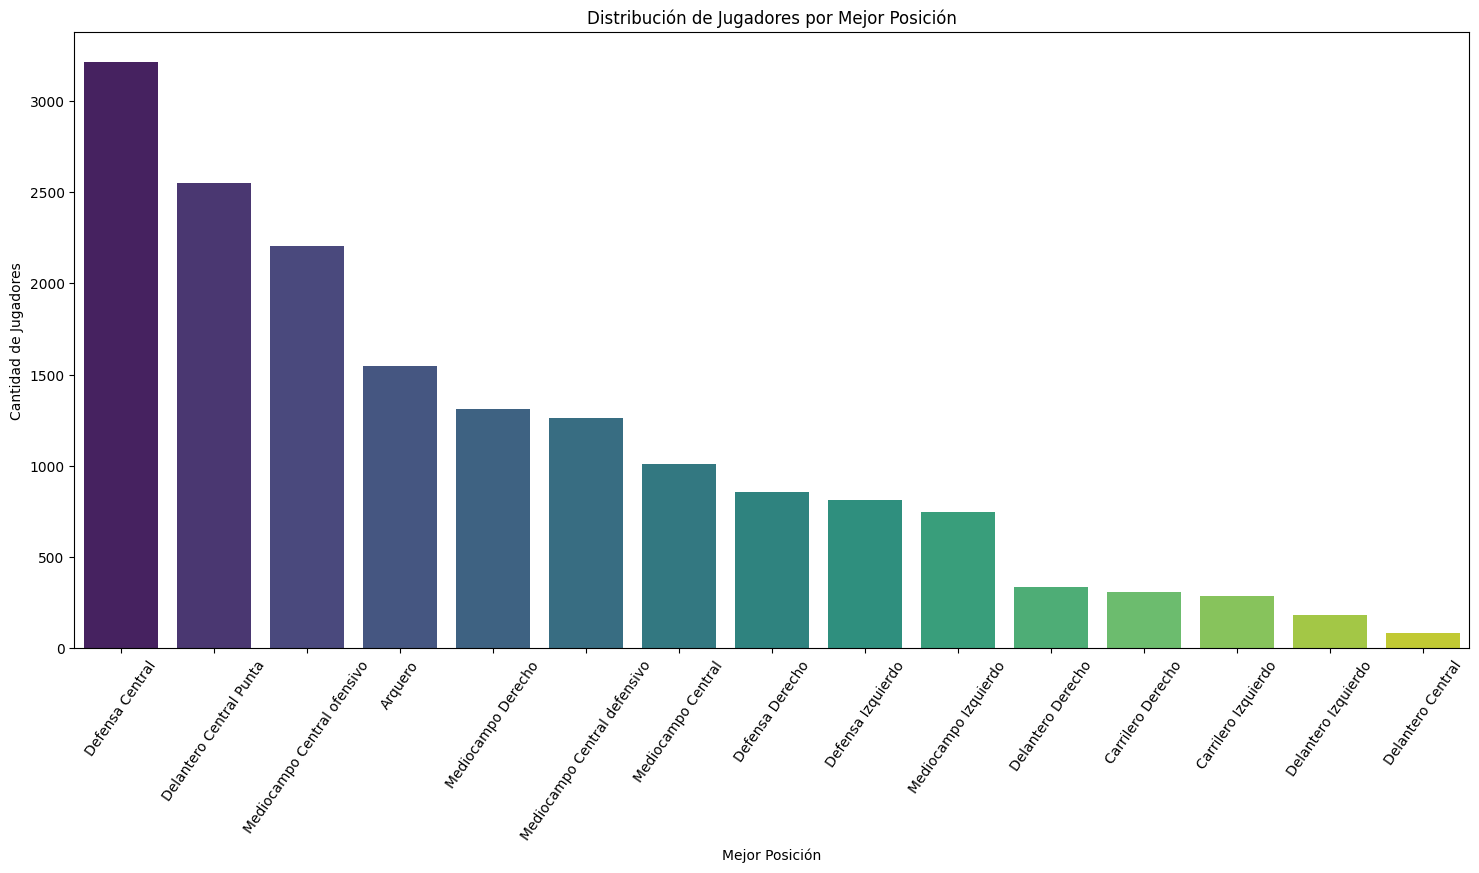 Distribución de Jugadores por Mejor Posición
Cantidad de Jugadores
3000
2500
2000
1500
1000
500
0
Defensa Central
Delantero Central Punta
Mediocampo Central ofensivo
Arquero
Mediocampo Derecho
Mediocampo Central defensivo
Mediocampo Central
Defensa Derecho
Defensa Izquierdo
Mediocampo Izquierdo
Delantero Derecho
Carrilero Derecho
Carrilero Izquierdo
Delantero Izquierdo
Delantero Central
Mejor Posición